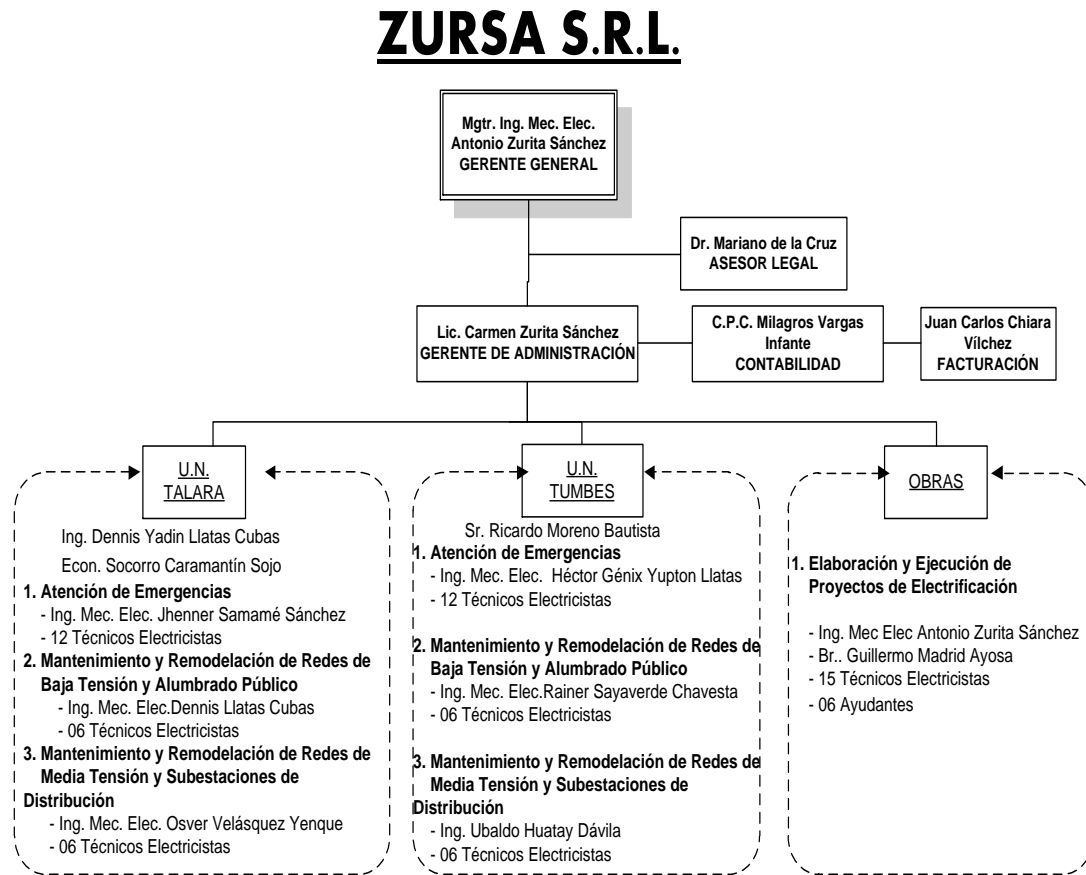 ZURSA S.R.L.
Mgtr. Ing. Mec. Elec.
Antonio Zurita Sánchez
GERENTE GENERAL
Dr. Mariano de la Cruz
ASESOR LEGAL
Lic. Carmen Zurita Sánchez
GERENTE DE ADMINISTRACIÓN
C.P.C. Milagros Vargas
Infante
CONTABILIDAD
Juan Carlos Chiara
Vílchez
FACTURACIÓN
U.N.
TALARA
Ing. Dennis Yadin Llatas Cubas
Econ. Socorro Caramantín Sojo
1. Atención de Emergencias
- Ing. Mec. Elec. Jhenner Samamé Sánchez
- 12 Técnicos Electricistas
2. Mantenimiento y Remodelación de Redes de
Baja Tensión y Alumbrado Público
- Ing. Mec. Elec.Dennis Llatas Cubas
- 06 Técnicos Electricistas
3. Mantenimiento y Remodelación de Redes de
Media Tensión y Subestaciones de
Distribución
- Ing. Mec. Elec. Osver Velásquez Yenque
- 06 Técnicos Electricistas
U.N.
TUMBES
Sr. Ricardo Moreno Bautista
1. Atención de Emergencias
- Ing. Mec. Elec. Héctor Génix Yupton Llatas
- 12 Técnicos Electricistas
2. Mantenimiento y Remodelación de Redes de
Baja Tensión y Alumbrado Público
- Ing. Mec. Elec.Rainer Sayaverde Chavesta
- 06 Técnicos Electricistas
3. Mantenimiento y Remodelación de Redes de
Media Tensión y Subestaciones de
Distribución
- Ing. Ubaldo Huatay Dávila
- 06 Técnicos Electricistas
OBRAS
1. Elaboración y Ejecución de
Proyectos de Electrificación
- Ing. Mec Elec Antonio Zurita Sánchez
- Br.. Guillermo Madrid Ayosa
- 15 Técnicos Electricistas
- 06 Ayudantes